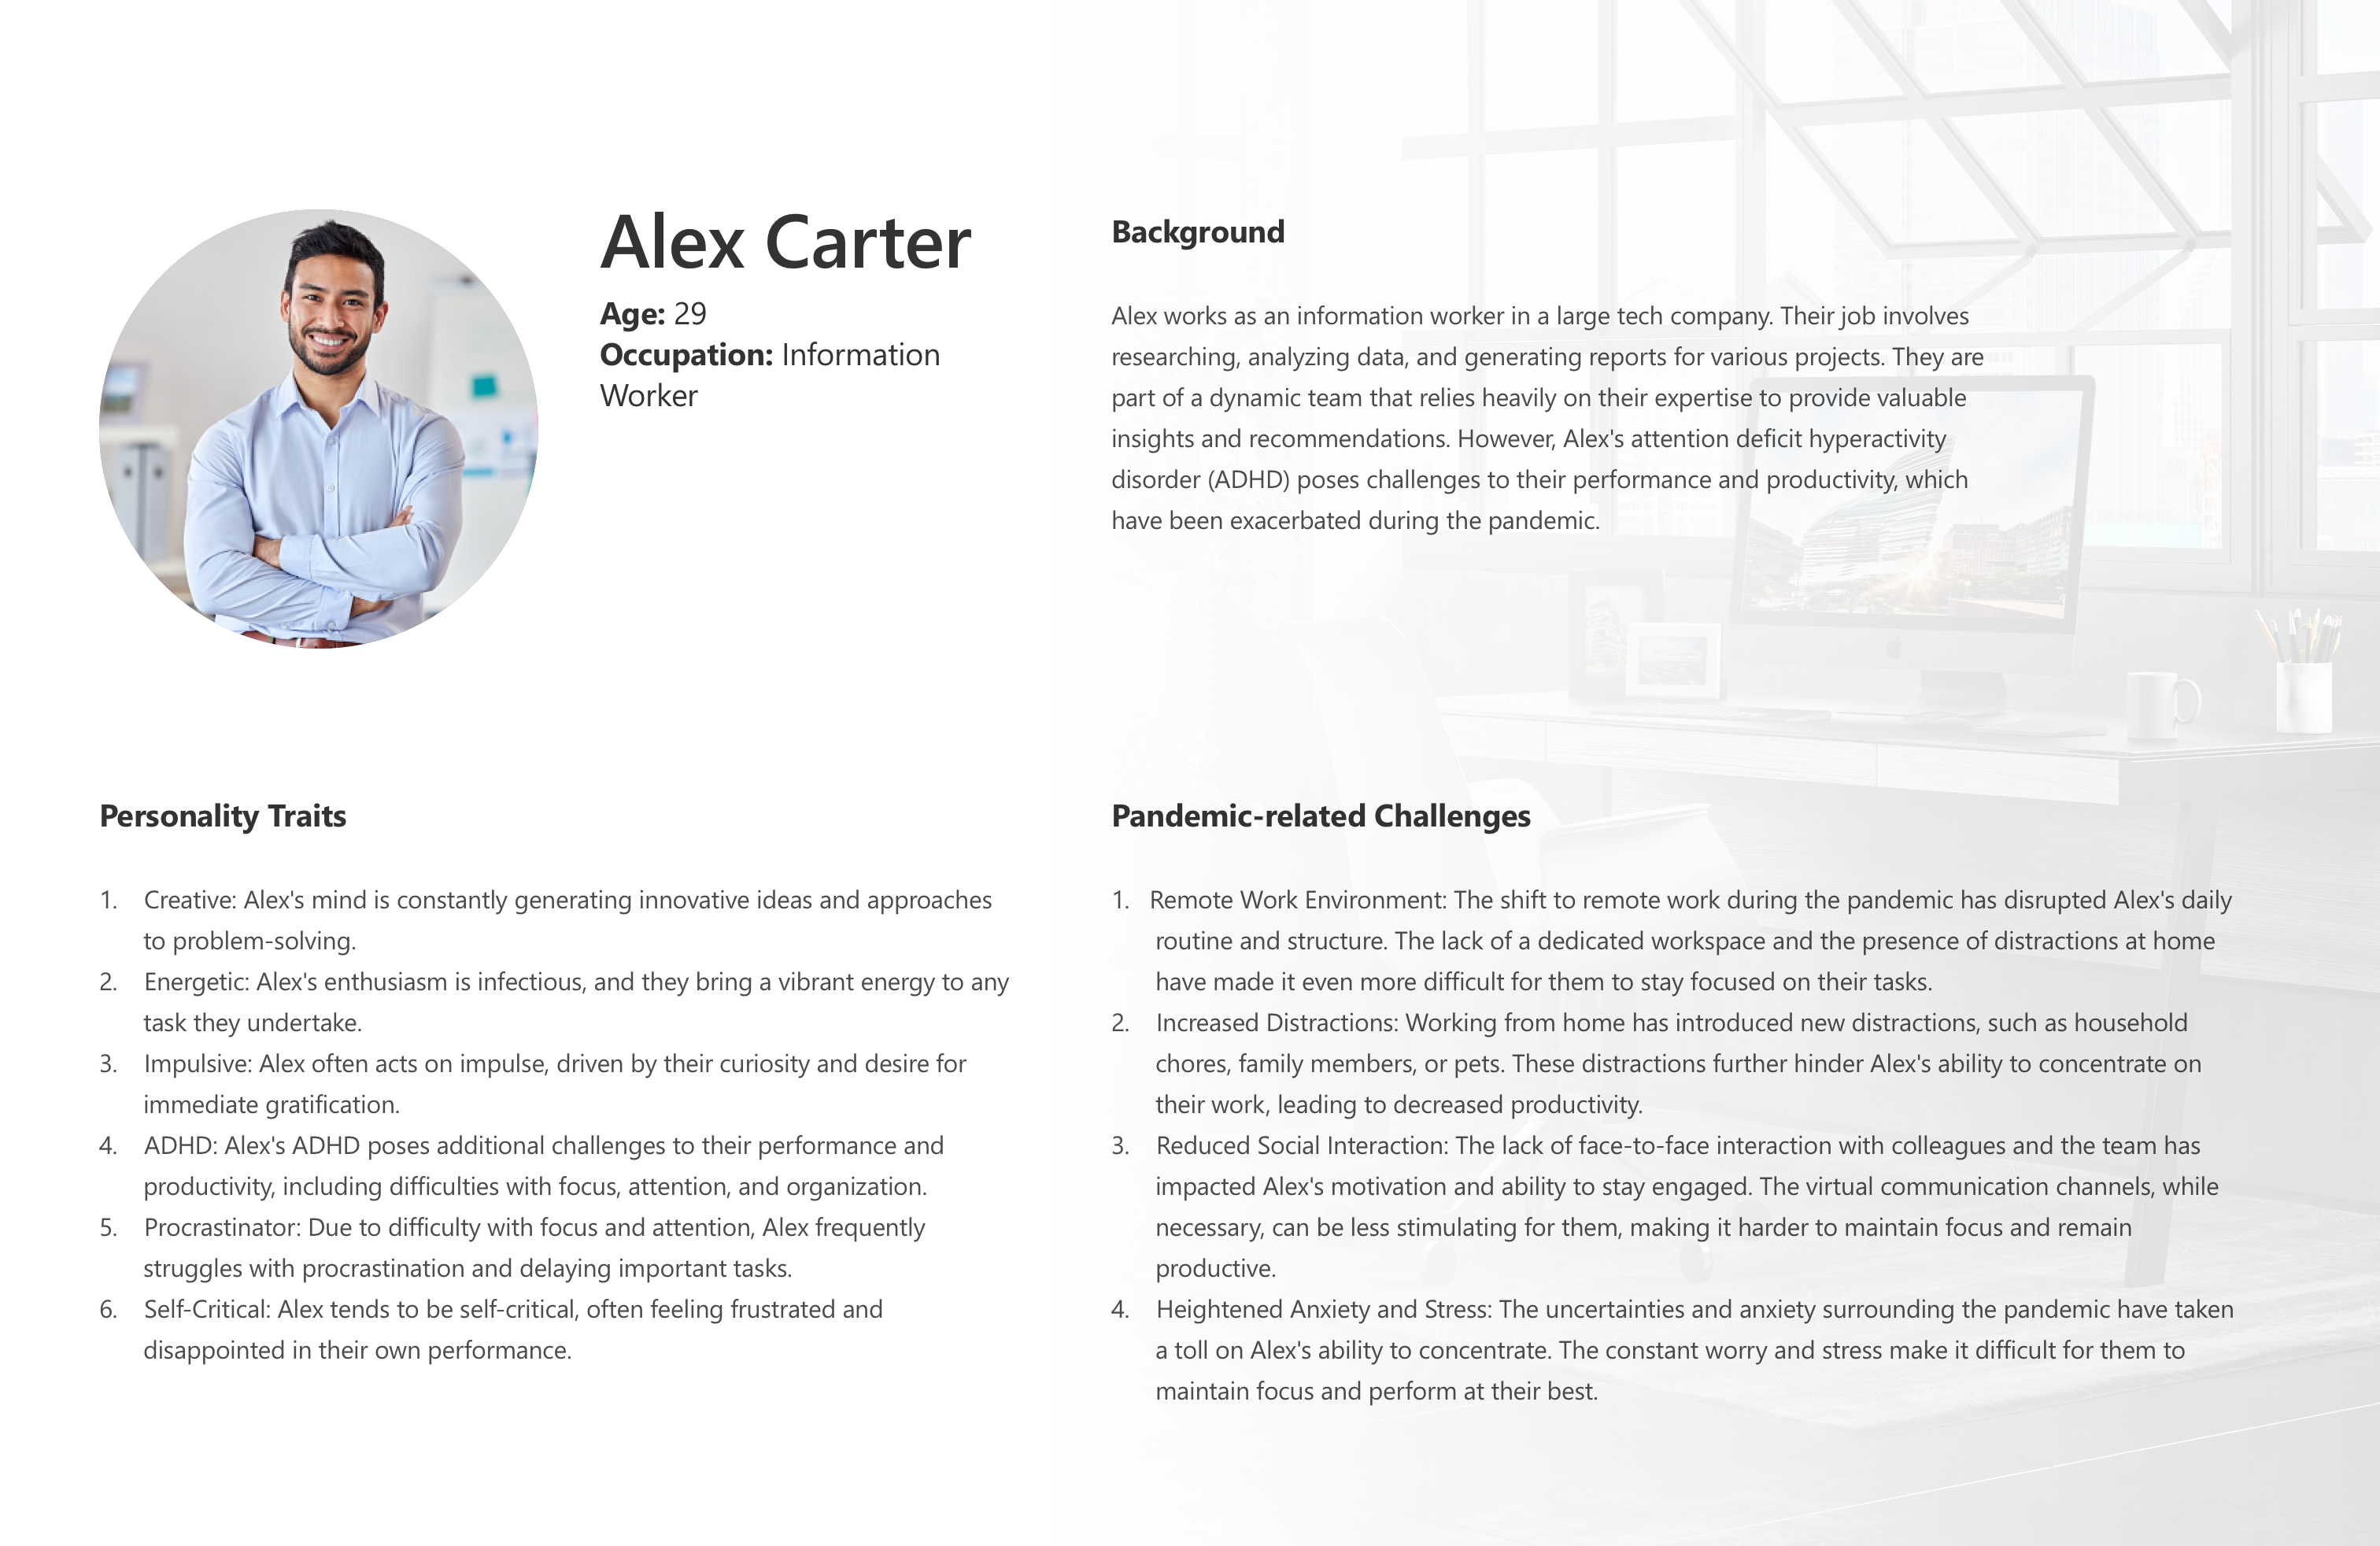 Alex Carter
Age: 29
Occupation: Information
Worker
Background
Alex works as an information worker in a large tech company. Their job involves
researching, analyzing data, and generating reports for various projects. They are
part of a dynamic team that relies heavily on their expertise to provide valuable
insights and recommendations. However, Alex's attention deficit hyperactivity
disorder (ADHD) poses challenges to their performance and productivity, which
have been exacerbated during the pandemic.
Personality Traits
1. Creative: Alex's mind is constantly generating innovative ideas and approaches
to problem-solving.
2. Energetic: Alex's enthusiasm is infectious, and they bring a vibrant energy to any
task they undertake.
3. Impulsive: Alex often acts on impulse, driven by their curiosity and desire for
immediate gratification.
4. ADHD: Alex's ADHD poses additional challenges to their performance and
productivity, including difficulties with focus, attention, and organization.
5. Procrastinator: Due to difficulty with focus and attention, Alex frequently
struggles with procrastination and delaying important tasks.
6. Self-Critical: Alex tends to be self-critical, often feeling frustrated and
disappointed in their own performance.
Pandemic-related Challenges
1. Remote Work Environment: The shift to remote work during the pandemic has disrupted Alex's daily
routine and structure. The lack of a dedicated workspace and the presence of distractions at home
have made it even more difficult for them to stay focused on their tasks.
2. Increased Distractions: Working from home has introduced new distractions, such as household
chores, family members, or pets. These distractions further hinder Alex's ability to concentrate on
their work, leading to decreased productivity.
3. Reduced Social Interaction: The lack of face-to-face interaction with colleagues and the team has
impacted Alex's motivation and ability to stay engaged. The virtual communication channels, while
necessary, can be less stimulating for them, making it harder to maintain focus and remain
productive.
4. Heightened Anxiety and Stress: The uncertainties and anxiety surrounding the pandemic have taken
a toll on Alex's ability to concentrate. The constant worry and stress make it difficult for them to
maintain focus and perform at their best.